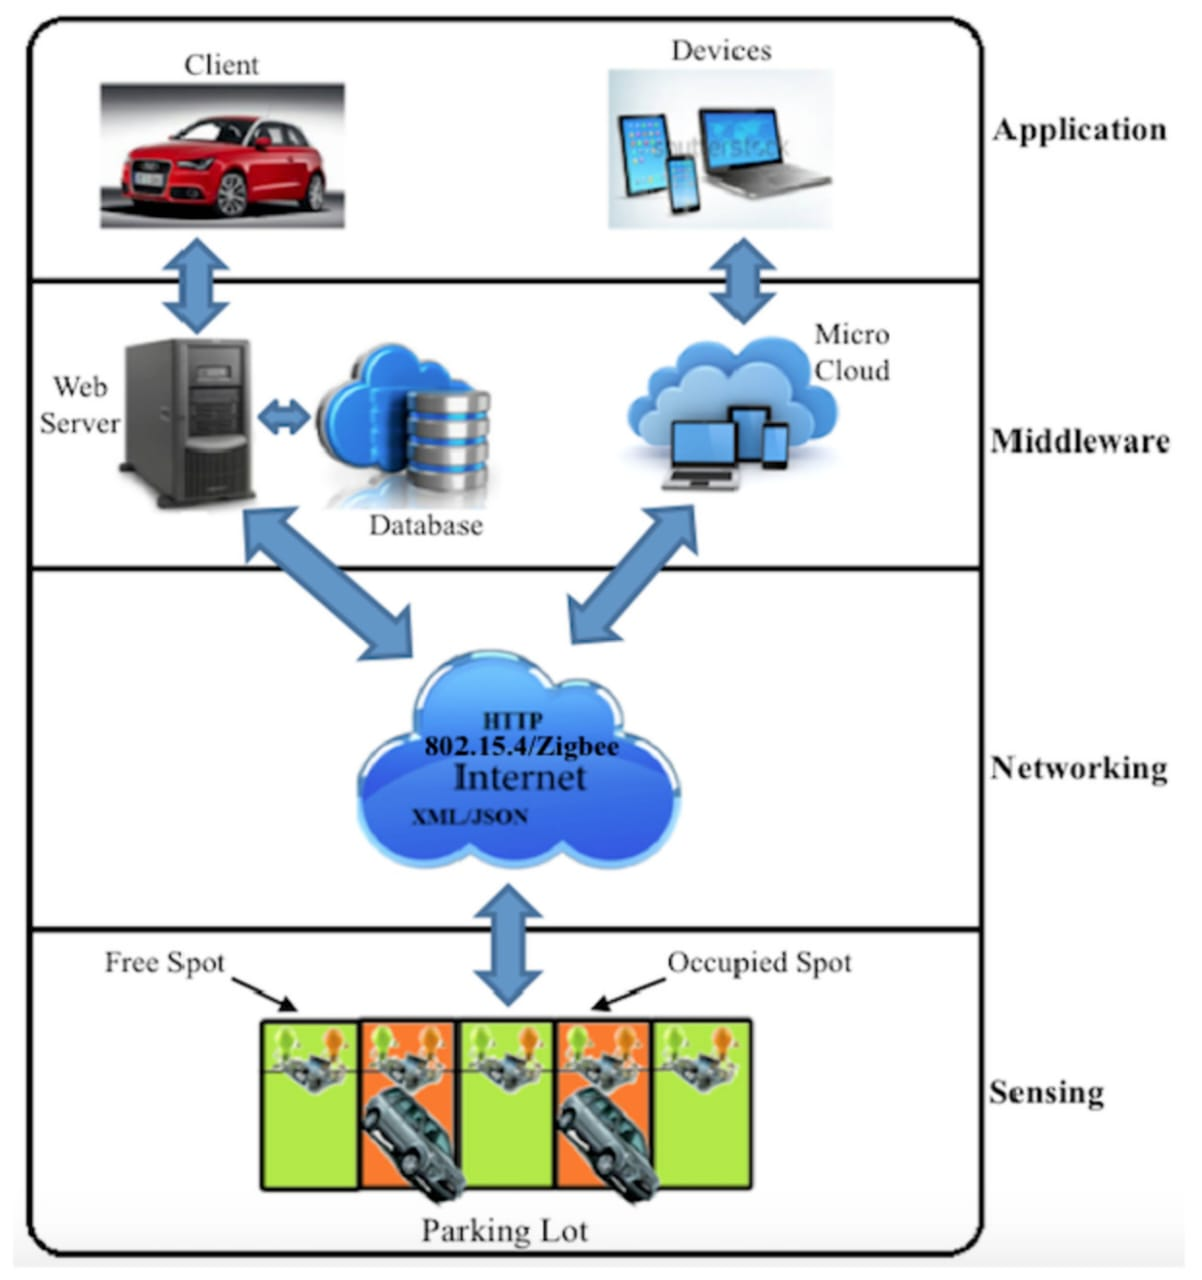 Client
Devices
shutterstock
Application
Web
Server
Database
Micro
Cloud
Middleware
HTTP
802.15.4/Zigbee
Internet
XML/JSON
Networking
Free Spot
Occupied Spot
Sensing
Parking Lot